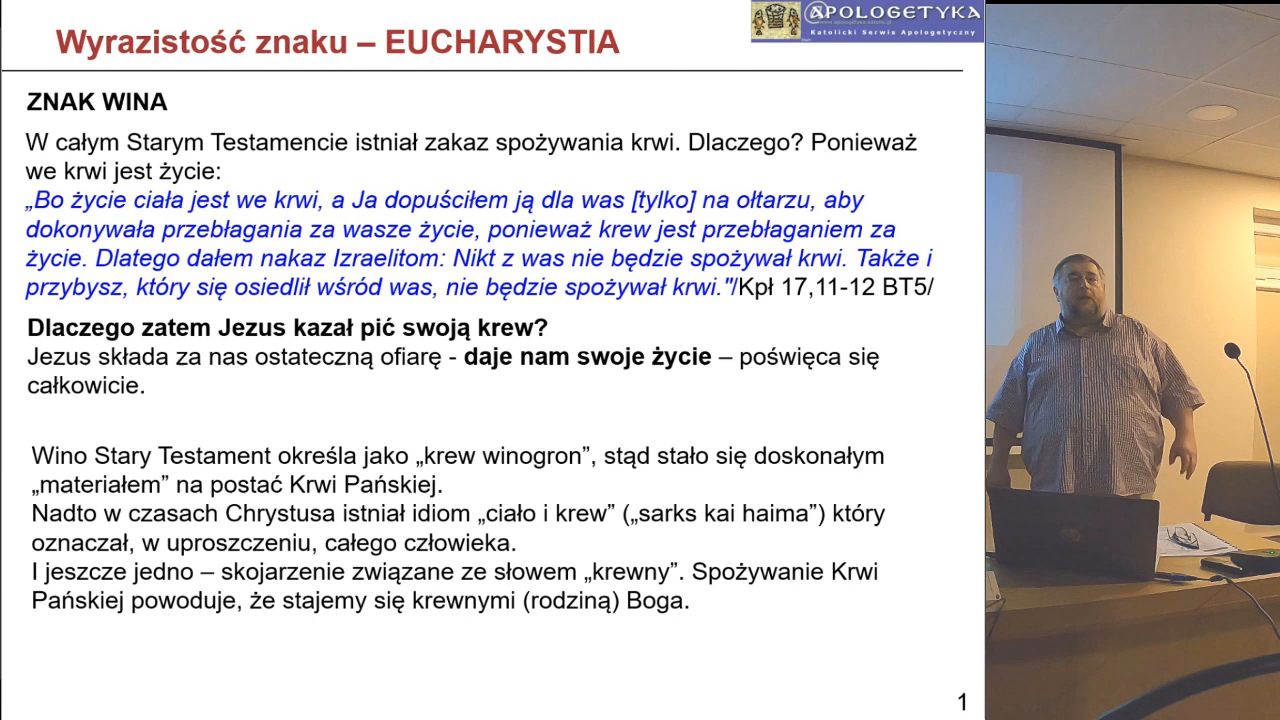 Wyrazistość znaku – EUCHARYSTIA
@POLOGETYKA
www.apologetyka.katolik.pl
Katolicki Serwis Apologetyczny
ZNAK WINA
W całym Starym Testamencie istniał zakaz spożywania krwi. Dlaczego? Ponieważ
we krwi jest życie:
„Bo życie ciała jest we krwi, a Ja dopuściłem ją dla was [tylko] na ołtarzu, aby
dokonywała przebłagania za wasze życie, ponieważ krew jest przebłaganiem za
życie. Dlatego dałem nakaz Izraelitom: Nikt z was nie będzie spożywał krwi. Także i
przybysz, który się osiedlił wśród was, nie będzie spożywał krwi."/Kpł 17,11-12 BT5/
Dlaczego zatem Jezus kazał pić swoją krew?
Jezus składa za nas ostateczną ofiarę - daje nam swoje życie – poświęca się
całkowicie.
Wino Stary Testament określa jako „krew winogron”, stąd stało się doskonałym
„materiałem” na postać Krwi Pańskiej.
Nadto w czasach Chrystusa istniał idiom „ciało i krew” („sarks kai haima”) który
oznaczał, w uproszczeniu, całego człowieka.
I jeszcze jedno – skojarzenie związane ze słowem „krewny”. Spożywanie Krwi
Pańskiej powoduje, że stajemy się krewnymi (rodziną) Boga.
1